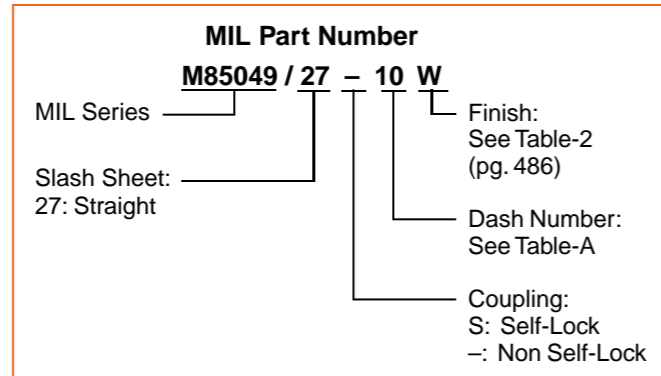 MIL Part Number
M85049 / 27 – 10 W
MIL Series
Slash Sheet:
27: Straight
Finish:
See Table-2
(pg. 486)
Dash Number:
See Table-A
Coupling:
S: Self-Lock
–: Non Self-Lock